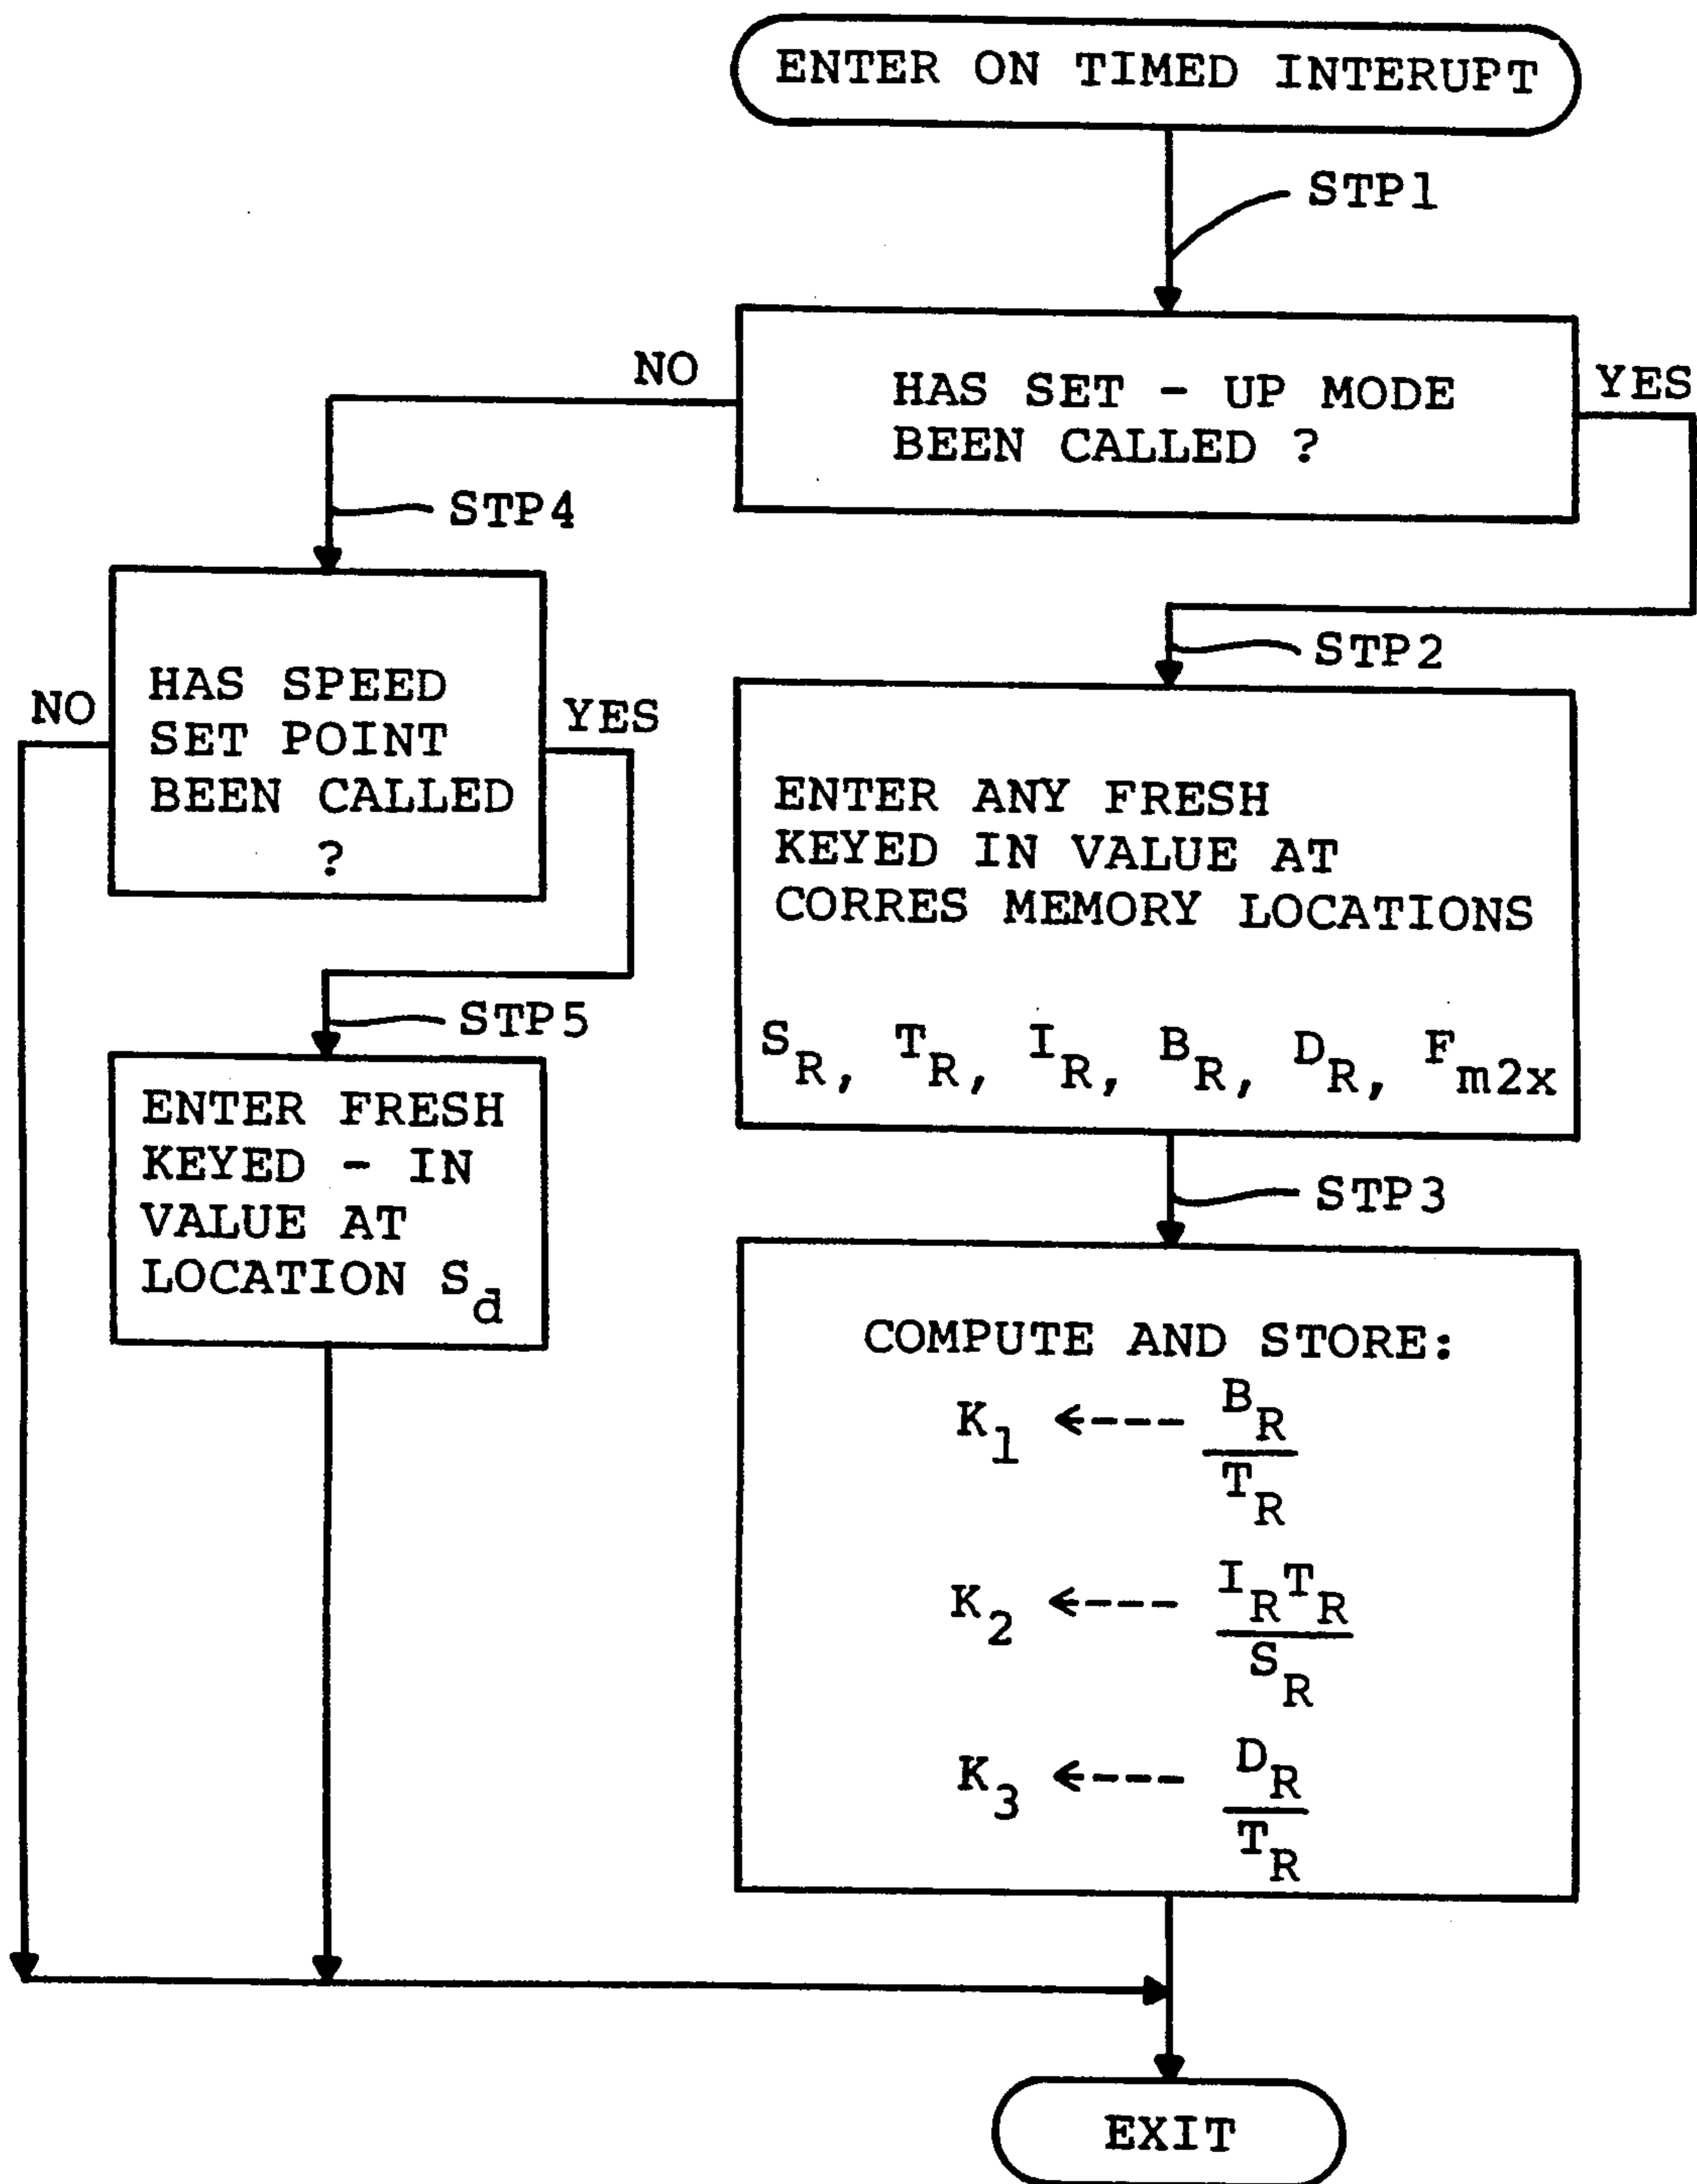 ENTER ON TIMED INTERUPT
STP1
NO
HAS SET - UP MODE
BEEN CALLED ?
YES
STP4
NO
HAS SPEED
SET POINT
BEEN CALLED
?
YES
STP2
ENTER ANY FRESH
KEYED IN VALUE AT
CORRES MEMORY LOCATIONS
S_R, T_R, I_R, B_R, D_R, F_m2x
STP5
ENTER FRESH
KEYED - IN
VALUE AT
LOCATION S_d
STP3
COMPUTE AND STORE:
K_1 <---- B_R
T_R
K_2 <---- I_R T_R
S_R
K_3 <---- D_R
T_R
EXIT